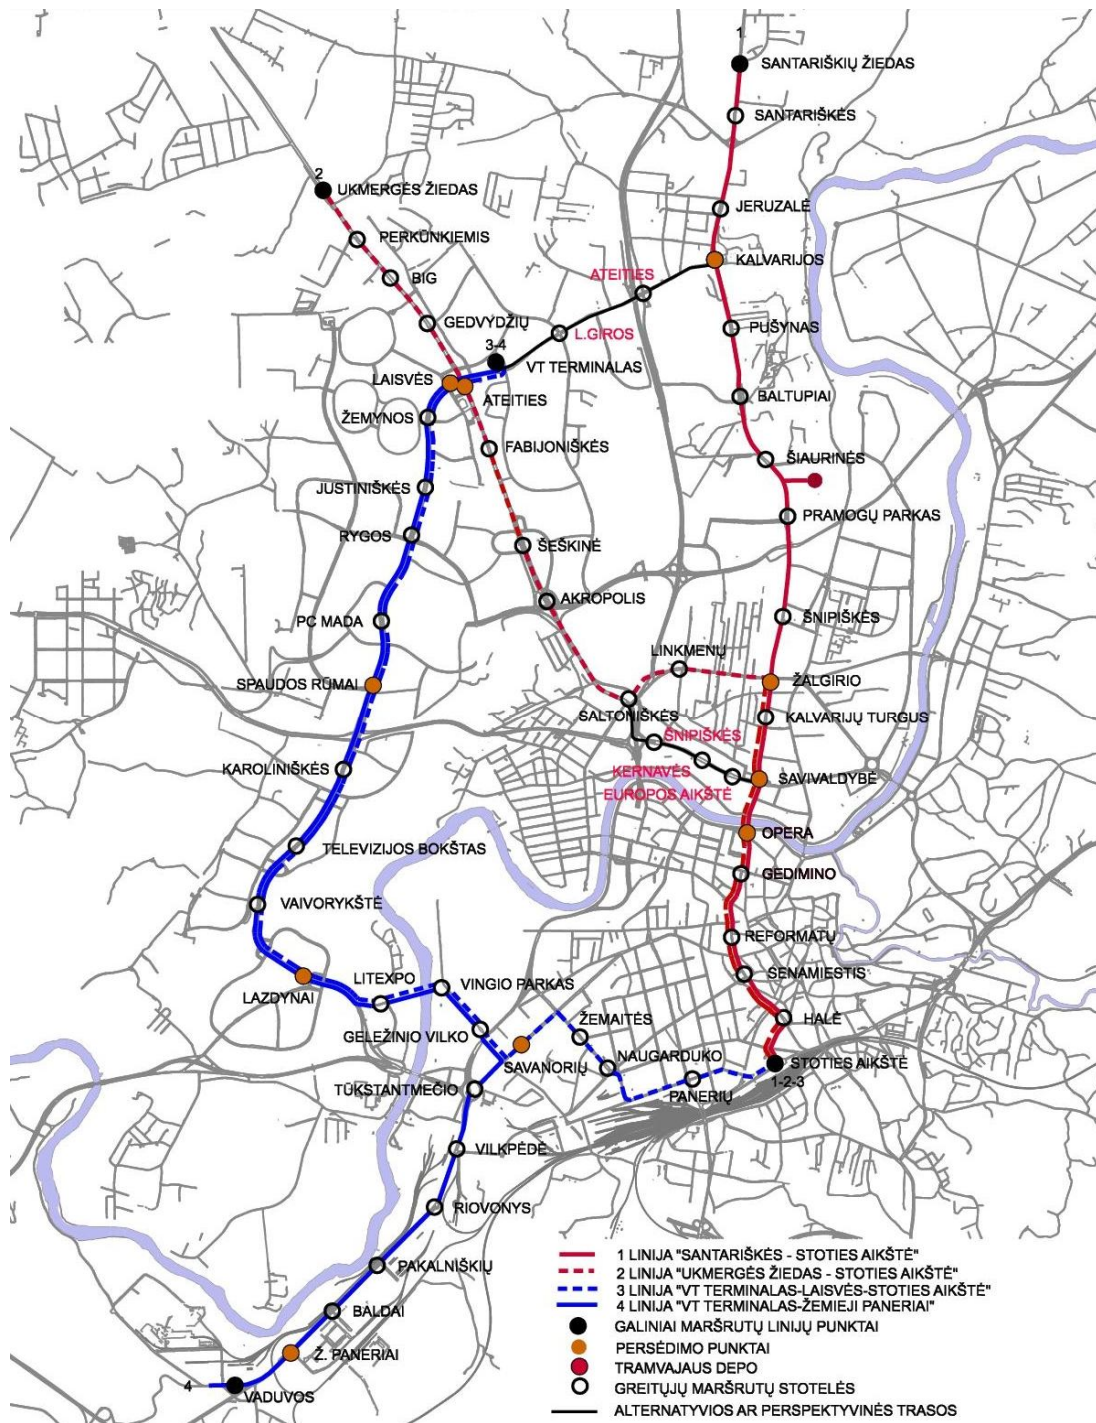 1
SANTARIŠKIŲ ŽIEDAS
SANTARIŠKĖS
2
UKMERGĖS ŽIEDAS
JERUZALĖ
PERKŪNKIEMIS
KALVARIJOS
ATEITIES
BIG
GEDVYDŽIŲ
PUŠYNAS
L.GIROS
3-4
VT TERMINALAS
LAISVĖS
ATEITIES
BALTUPIAI
ŽEMYNOS
FABIJONIŠKĖS
ŠIAURINĖS
JUSTINIŠKĖS
PRAMOGŲ PARKAS
RYGOS
ŠEŠKINĖ
AKROPOLIS
PC MADA
ŠNIPIŠKĖS
LINKMENŲ
SPAUDOS RŪMAI
ŽALGIRIO
SALTONIŠKĖS
KALVARIJŲ TURGUS
ŠNIPIŠKĖS
KAROLINIŠKĖS
KERNAVĖS
SAVIVALDYBĖ
EUROPOS AIKŠTĖ
OPERA
TELEVIZIJOS BOKŠTAS
GEDIMINO
VAIVORYKŠTĖ
REFORMATŲ
SENAMIESTIS
LITEXPO
VINGIO PARKAS
LAZDYNAI
ŽEMAITĖS
HALĖ
GELEŽINIO VILKO
NAUGARDUKO
SAVANORIŲ
STOTIES AIKŠTĖ
1-2-3
TŪKSTANTMEČIO
PANERIŲ
VILKPĖDĖ
RIOVONYS
PAKALNIŠKIŲ
BALDAI
Ž. PANERIAI
4
VADUVOS
1 LINIJA "SANTARIŠKĖS - STOTIES AIKŠTĖ"
2 LINIJA "UKMERGĖS ŽIEDAS - STOTIES AIKŠTĖ"
3 LINIJA "VT TERMINALAS-LAISVĖS-STOTIES AIKŠTĖ"
4 LINIJA "VT TERMINALAS-ŽEMIEJI PANERIAI"
GALINIAI MARŠRUTŲ LINIJŲ PUNKTAI
PERSĖDIMO PUNKTAI
TRAMVAJAUS DEPO
GREITŲJŲ MARŠRUTŲ STOTELĖS
ALTERNATYVIOS AR PERSPEKTYVINĖS TRASOS